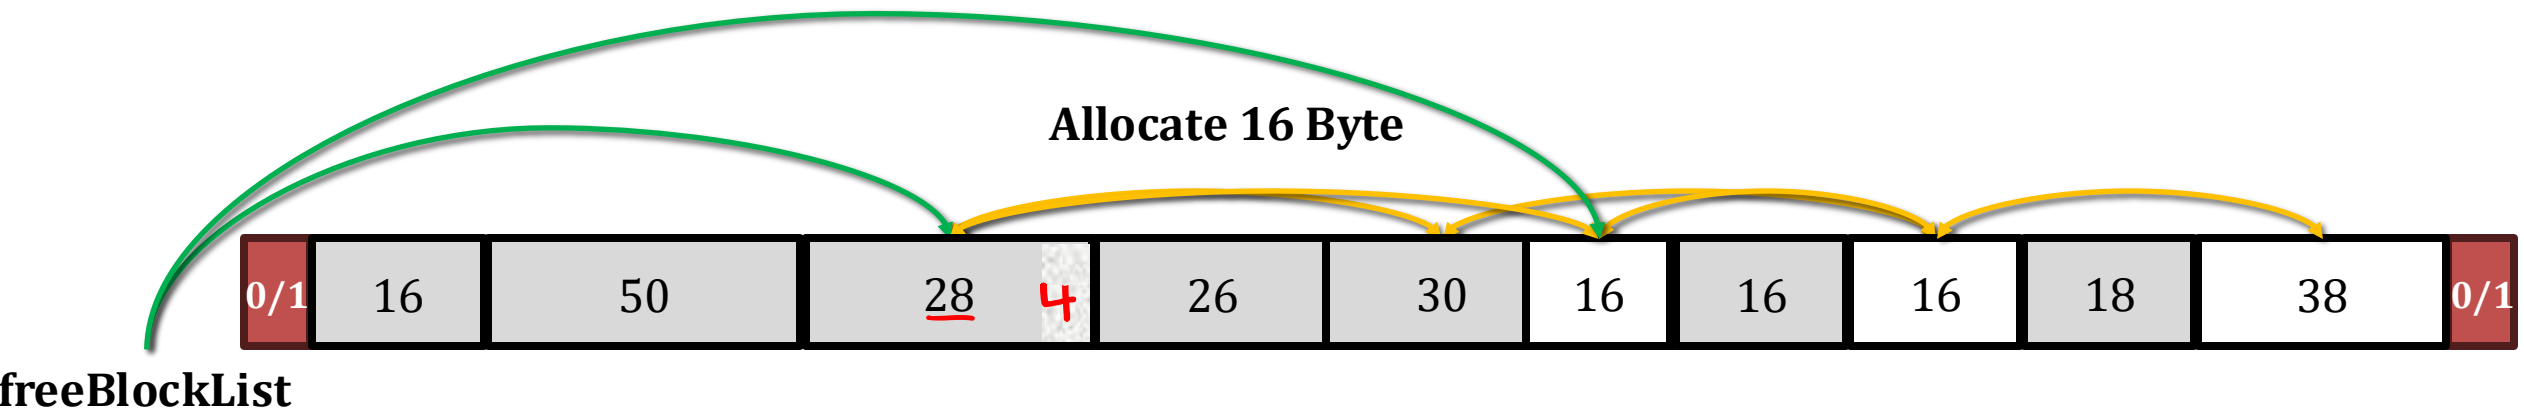 Allocate 16 Byte
0/1 16 50 28 4 26 30 16 16 16 18 38 0/1
freeBlockList